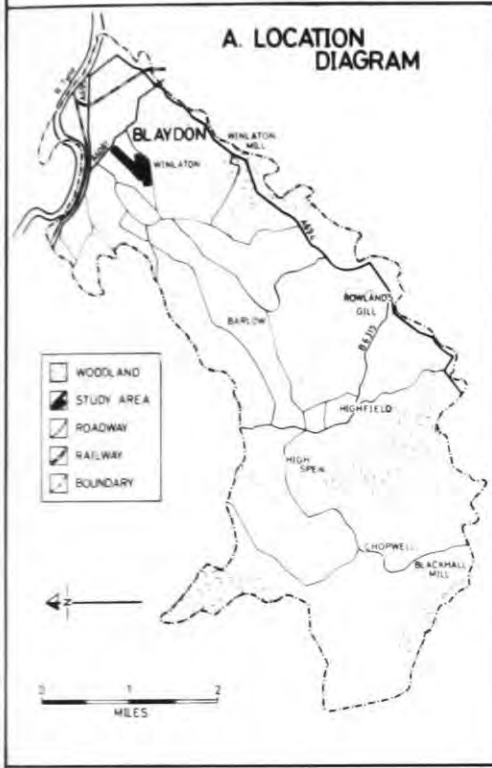 A. LOCATION
DIAGRAM
BLAYDON
WINLATON
MILL
WINLATON
A694
ROWLANDS
GILL
BARLOW
B6315
HIGHFIELD
HIGH
SPEN
CHOPWELL
BLACKHALL
MILL
WOODLAND
STUDY AREA
ROADWAY
RAILWAY
BOUNDARY
N
0 1 2
MILES